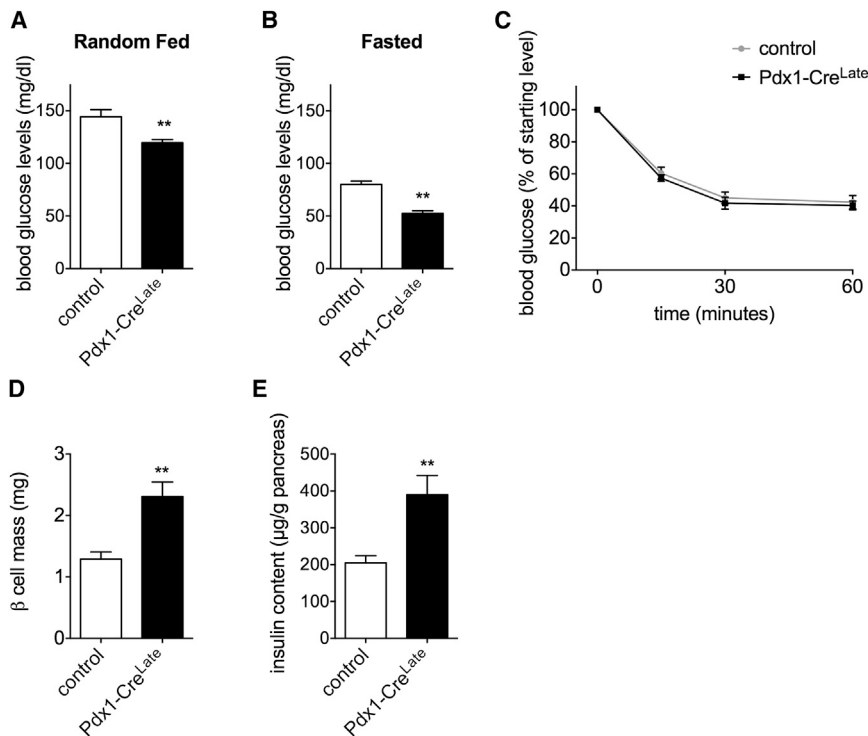 A
Random Fed
blood glucose levels (mg/dl)
150
100
50
0
**
control
Pdx1-CreLate
B
Fasted
blood glucose levels (mg/dl)
150
100
50
0
**
control
Pdx1-CreLate
C
control
Pdx1-CreLate
blood glucose (% of starting level)
100
80
60
40
20
0
0 30 60
time (minutes)
D
β cell mass (mg)
3
2
1
0
**
control
Pdx1-CreLate
E
insulin content (µg/g pancreas)
500
400
300
200
100
0
**
control
Pdx1-CreLate